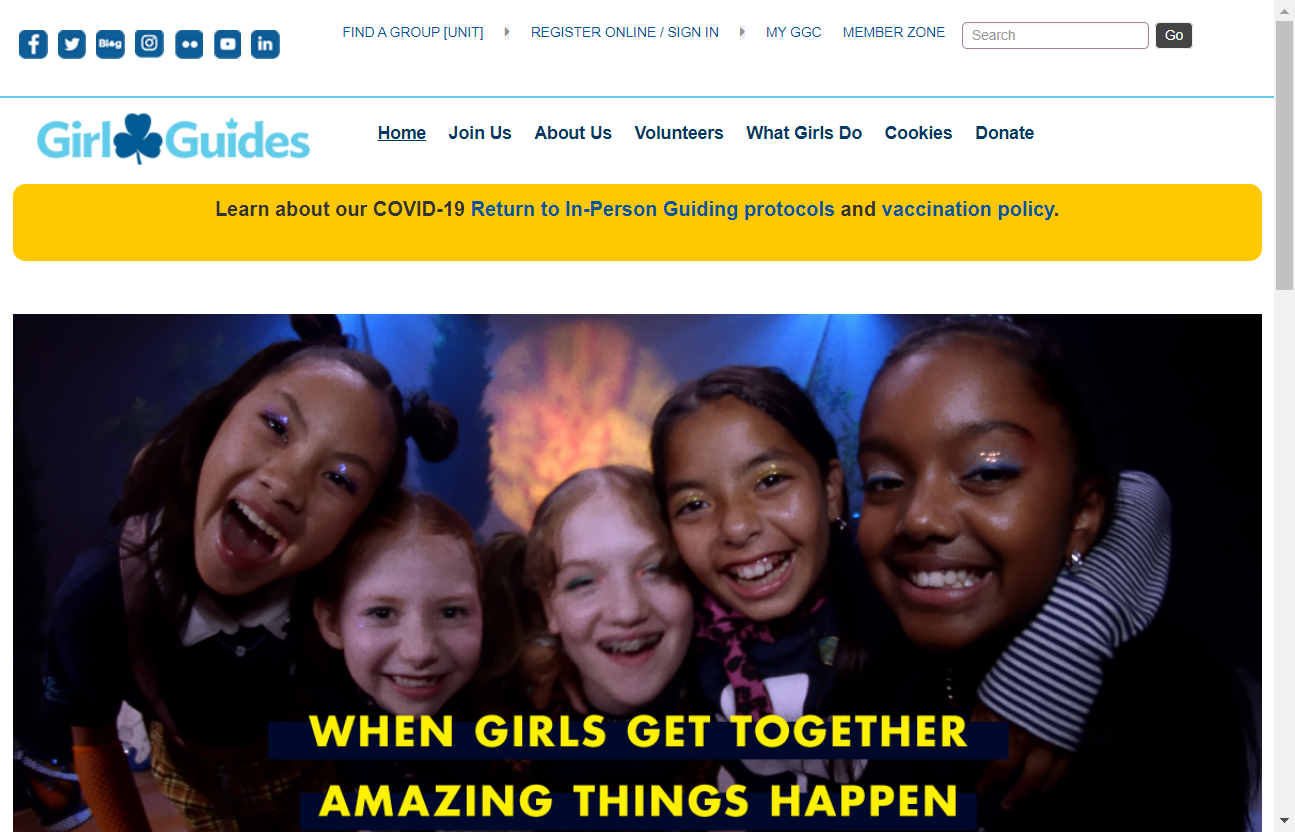 Blog
FIND A GROUP [UNIT]
REGISTER ONLINE / SIGN IN
MY GGC
MEMBER ZONE
Search
Go
Girl Guides
Home
Join Us
About Us
Volunteers
What Girls Do
Cookies
Donate
Learn about our COVID-19 Return to In-Person Guiding protocols and vaccination policy.
WHEN GIRLS GET TOGETHER
AMAZING THINGS HAPPEN